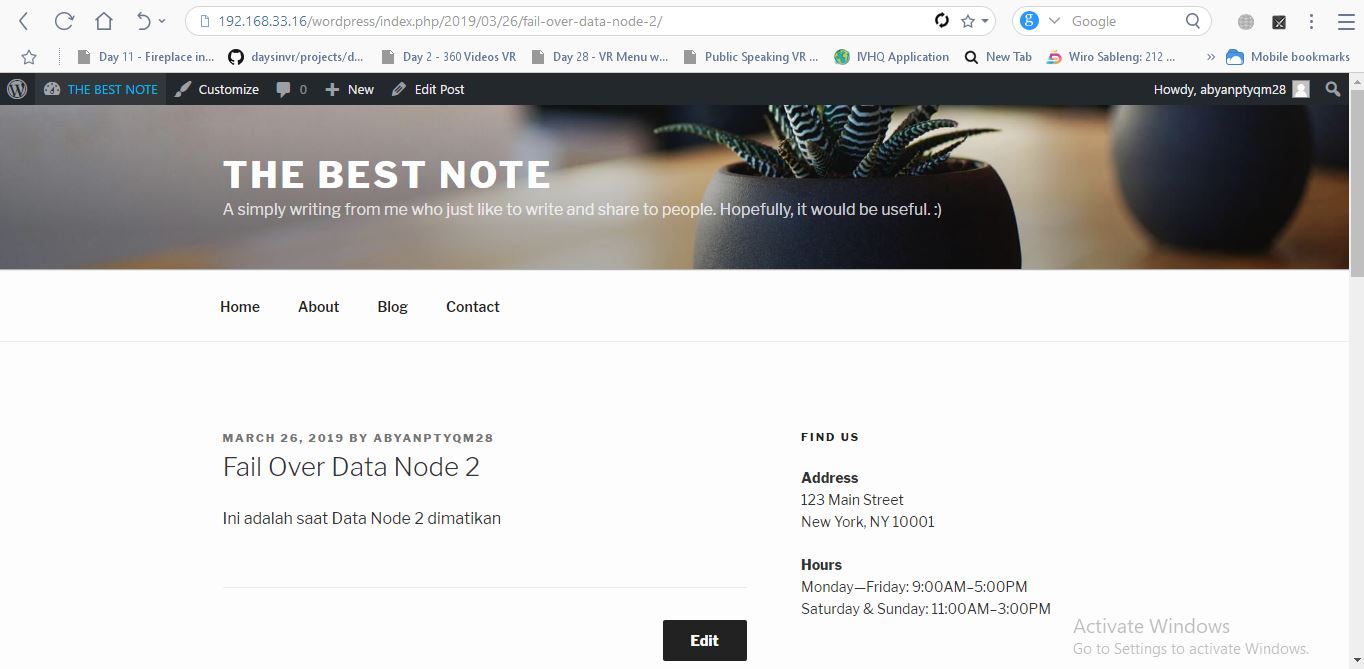 192.168.33.16/wordpress/index.php/2019/03/26/fail-over-data-node-2/
g Google
Day 11 - Fireplace in... daysinvr/projects/d... Day 2 - 360 Videos VR Day 28 - VR Menu w... Public Speaking VR ... IVHQ Application New Tab Wiro Sableng: 212 ... » Mobile bookmarks
THE BEST NOTE Customize 0 New Edit Post Howdy, abyanptyqm28
THE BEST NOTE
A simply writing from me who just like to write and share to people. Hopefully, it would be useful. :)
Home About Blog Contact
MARCH 26, 2019 BY ABYANPTYQM28
Fail Over Data Node 2
Ini adalah saat Data Node 2 dimatikan
Edit
FIND US
Address
123 Main Street
New York, NY 10001
Hours
Monday—Friday: 9:00AM–5:00PM
Saturday & Sunday: 11:00AM–3:00PM
Activate Windows
Go to Settings to activate Windows.